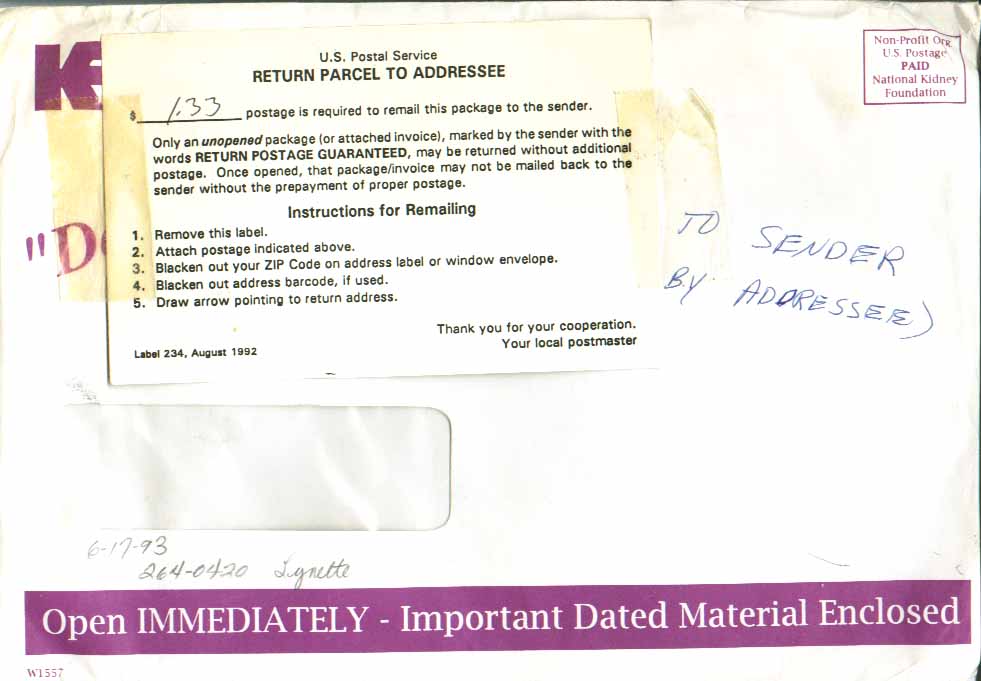 U.S. Postal Service
RETURN PARCEL TO ADDRESSEE
$ 1.33 postage is required to remail this package to the sender.
Only an unopened package (or attached invoice), marked by the sender with the
words RETURN POSTAGE GUARANTEED, may be returned without additional
postage. Once opened, that package/invoice may not be mailed back to the
sender without the prepayment of proper postage.
Instructions for Remailing
1. Remove this label.
2. Attach postage indicated above.
3. Blacken out your ZIP Code on address label or window envelope.
4. Blacken out address barcode, if used.
5. Draw arrow pointing to return address.
Thank you for your cooperation.
Your local postmaster
Label 234, August 1992
Non-Profit Org.
U.S. Postage
PAID
National Kidney
Foundation
TO SENDER
BY ADDRESSEE)
6-17-93
264-0420 Lynette
Open IMMEDIATELY - Important Dated Material Enclosed
W1557